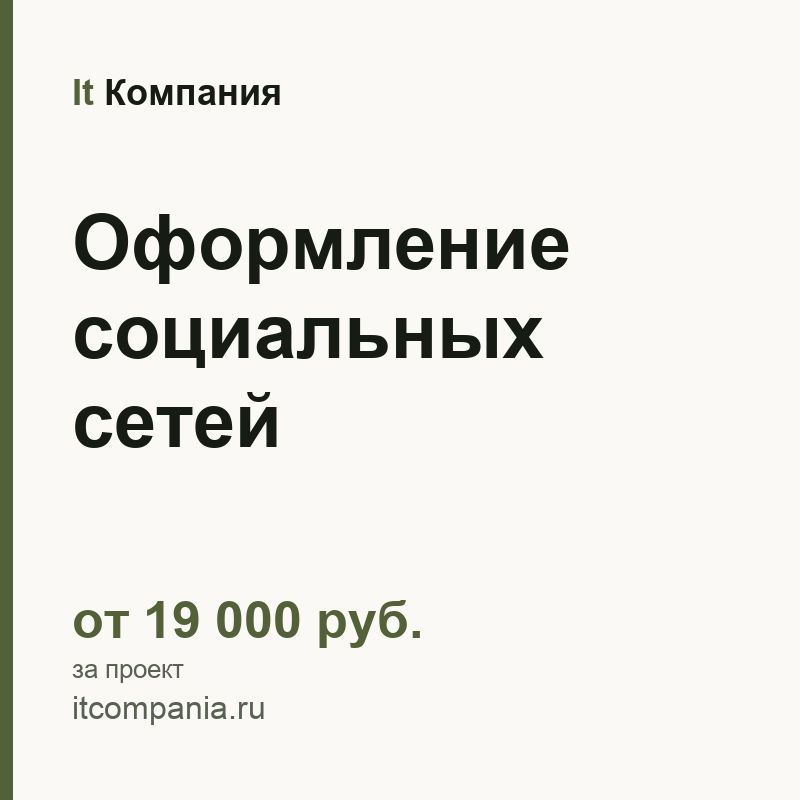 It Компания
Оформление
социальных
сетей
от 19 000 руб.
за проект
itcompania.ru